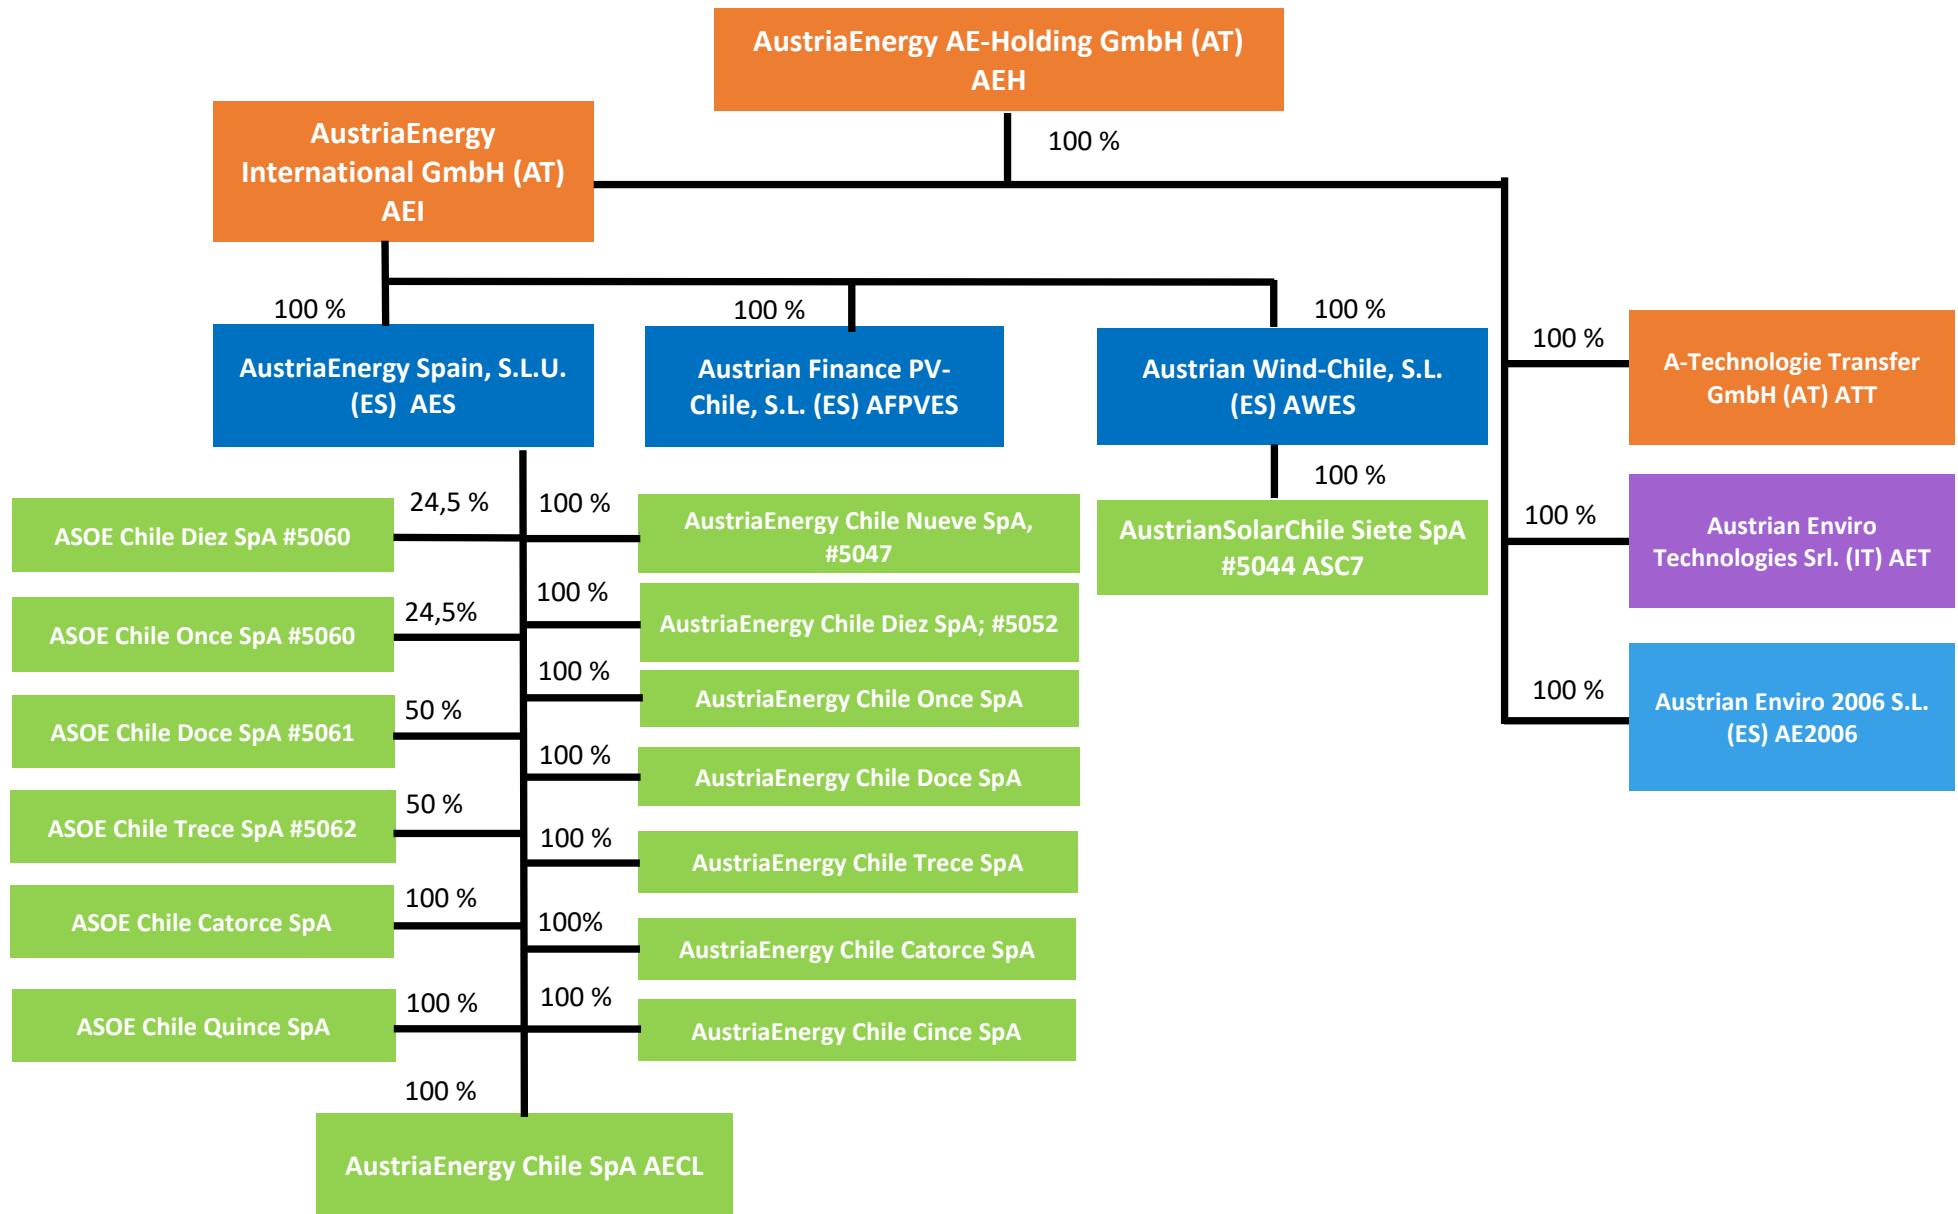 AustriaEnergy AE-Holding GmbH (AT)
AEH
100 %
AustriaEnergy
International GmbH (AT)
AEI
100 %
100 %
100 %
AustriaEnergy Spain, S.L.U.
(ES) AES
Austrian Finance PV-
Chile, S.L. (ES) AFPVES
Austrian Wind-Chile, S.L.
(ES) AWES
100 %
A-Technologie Transfer
GmbH (AT) ATT
100 %
Austrian Enviro
Technologies Srl. (IT) AET
100 %
Austrian Enviro 2006 S.L.
(ES) AE2006
100 %
AustrianSolarChile Siete SpA
#5044 ASC7
24,5 %
ASOE Chile Diez SpA #5060
100 %
AustriaEnergy Chile Nueve SpA,
#5047
24,5%
ASOE Chile Once SpA #5060
100 %
AustriaEnergy Chile Diez SpA; #5052
100 %
AustriaEnergy Chile Once SpA
50 %
ASOE Chile Doce SpA #5061
100 %
AustriaEnergy Chile Doce SpA
50 %
ASOE Chile Trece SpA #5062
100 %
AustriaEnergy Chile Trece SpA
100 %
ASOE Chile Catorce SpA
100%
AustriaEnergy Chile Catorce SpA
100 %
ASOE Chile Quince SpA
100 %
AustriaEnergy Chile Cince SpA
100 %
AustriaEnergy Chile SpA AECL